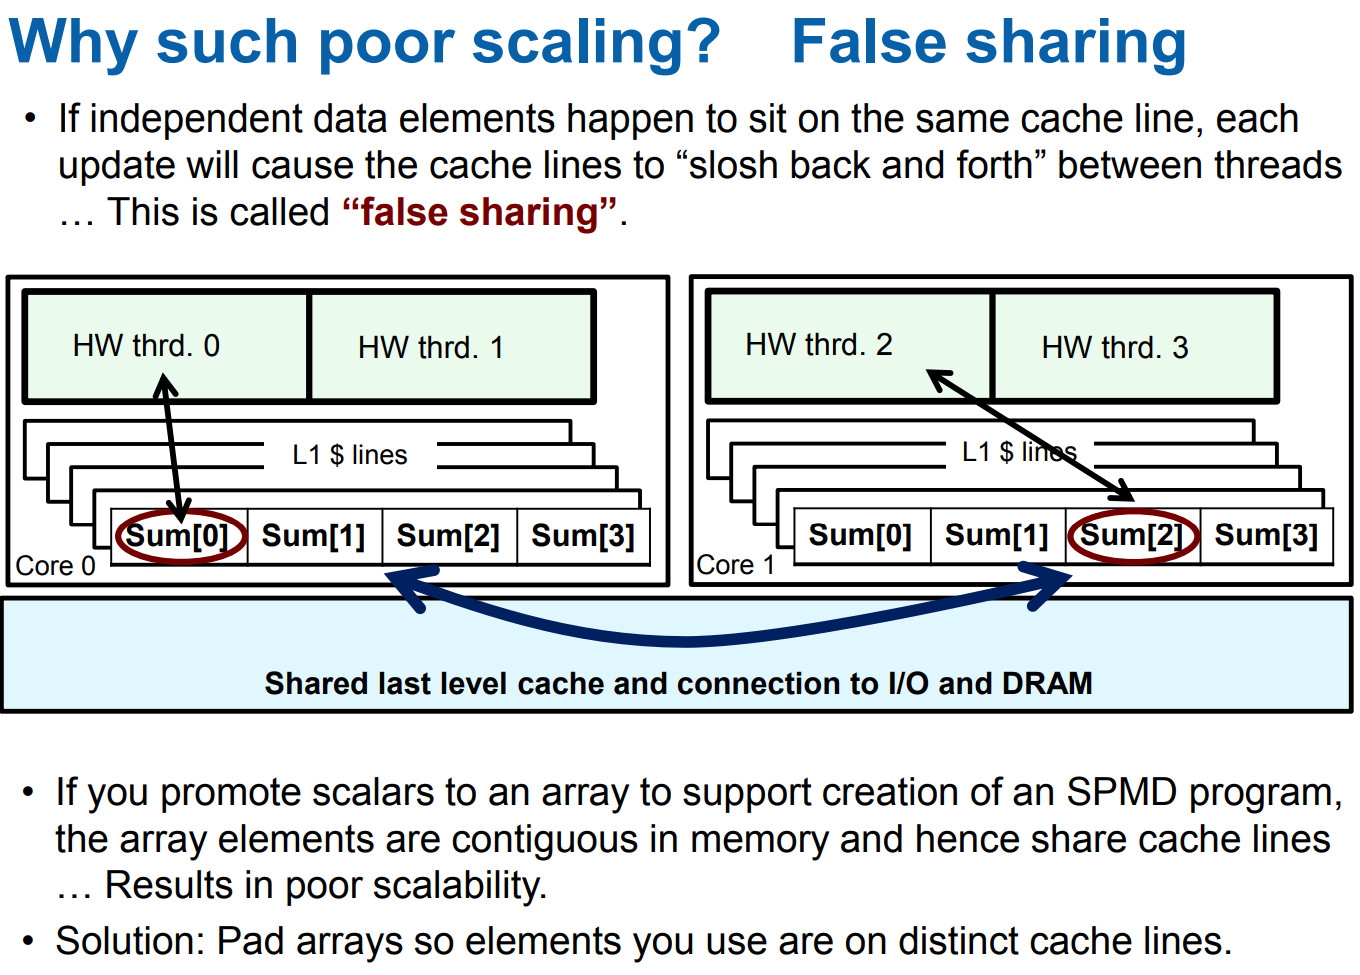 Why such poor scaling? False sharing
• If independent data elements happen to sit on the same cache line, each
update will cause the cache lines to “slosh back and forth” between threads
… This is called “false sharing”.
HW thrd. 0
HW thrd. 1
HW thrd. 2
HW thrd. 3
L1 $ lines
L1 $ lines
Sum[0] Sum[1] Sum[2] Sum[3]
Sum[0] Sum[1] Sum[2] Sum[3]
Core 0
Core 1
Shared last level cache and connection to I/O and DRAM
• If you promote scalars to an array to support creation of an SPMD program,
the array elements are contiguous in memory and hence share cache lines
… Results in poor scalability.
• Solution: Pad arrays so elements you use are on distinct cache lines.